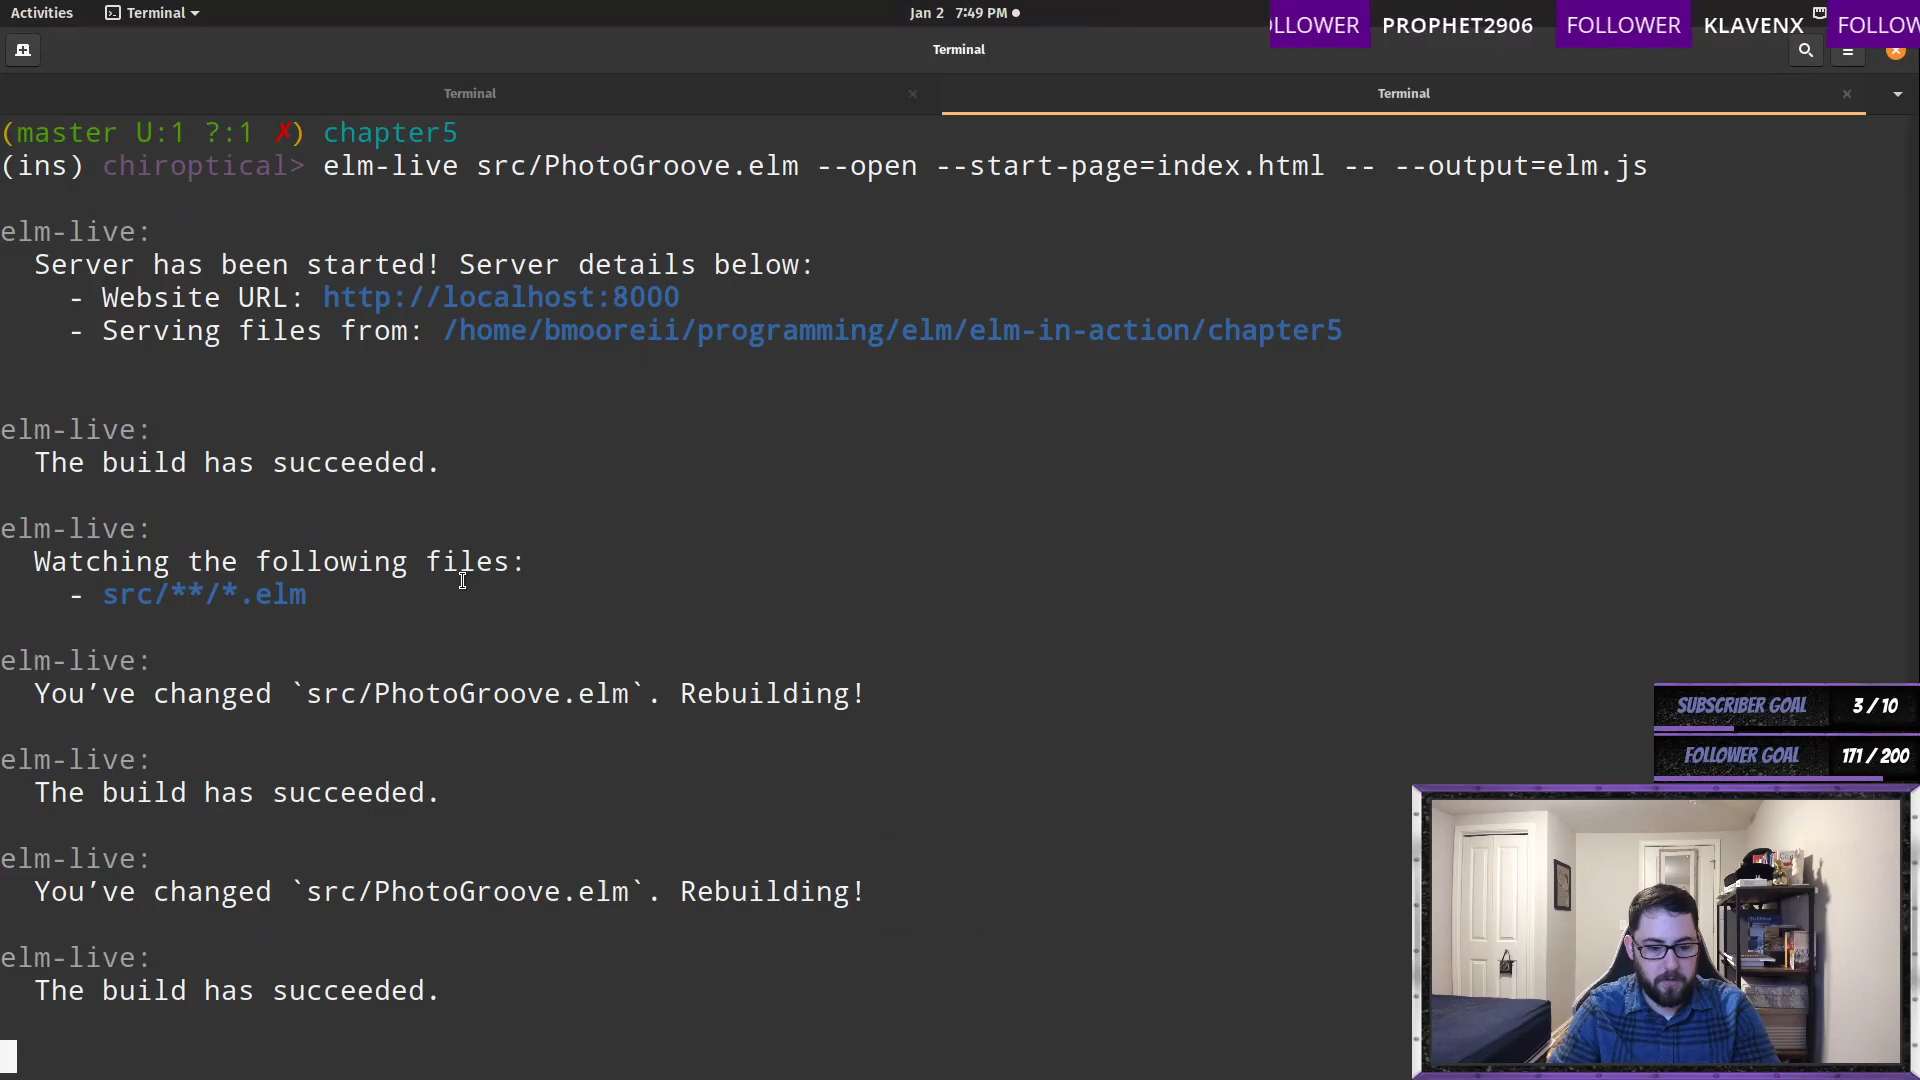 Activities
Terminal
Jan 2 7:49 PM
LLOWER PROPHET2906 FOLLOWER KLAVENX FOLLOW
Terminal
Terminal
Terminal
(master U:1 ?:1 ✗) chapter5
(ins) chiroptical> elm-live src/PhotoGroove.elm --open --start-page=index.html -- --output=elm.js
elm-live:
Server has been started! Server details below:
- Website URL: http://localhost:8000
- Serving files from: /home/bmooreii/programming/elm/elm-in-action/chapter5
elm-live:
The build has succeeded.
elm-live:
Watching the following files:
- src/**/*.elm
elm-live:
You’ve changed `src/PhotoGroove.elm`. Rebuilding!
elm-live:
The build has succeeded.
elm-live:
You’ve changed `src/PhotoGroove.elm`. Rebuilding!
elm-live:
The build has succeeded.
SUBSCRIBER GOAL 3 / 10
FOLLOWER GOAL 171 / 200